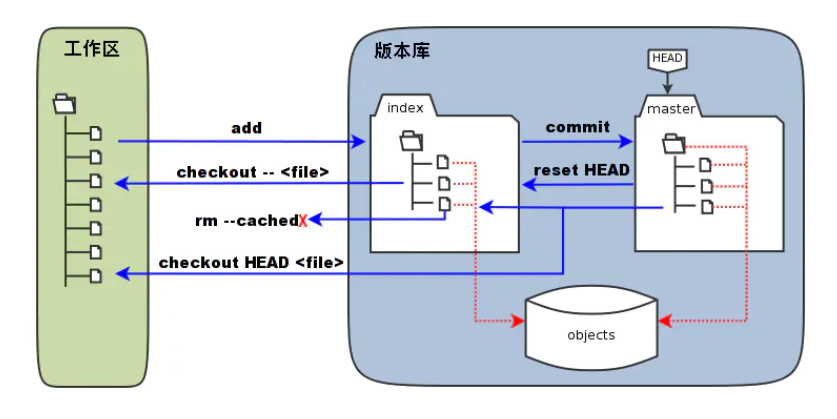 工作区
版本库
HEAD
index
master
add
commit
checkout -- <file>
reset HEAD
rm --cachedX
checkout HEAD <file>
objects